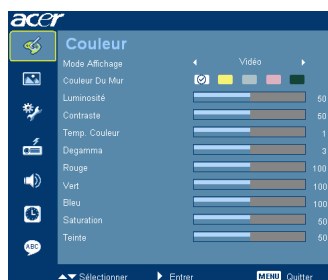 acer
Couleur
Mode Affichage Vidéo
Couleur Du Mur
Luminosité 50
Contraste 50
Temp. Couleur 1
Degamma 3
Rouge 100
Vert 100
Bleu 100
Saturation 50
Teinte 50
ABC
Sélectionner Entrer MENU Quitter